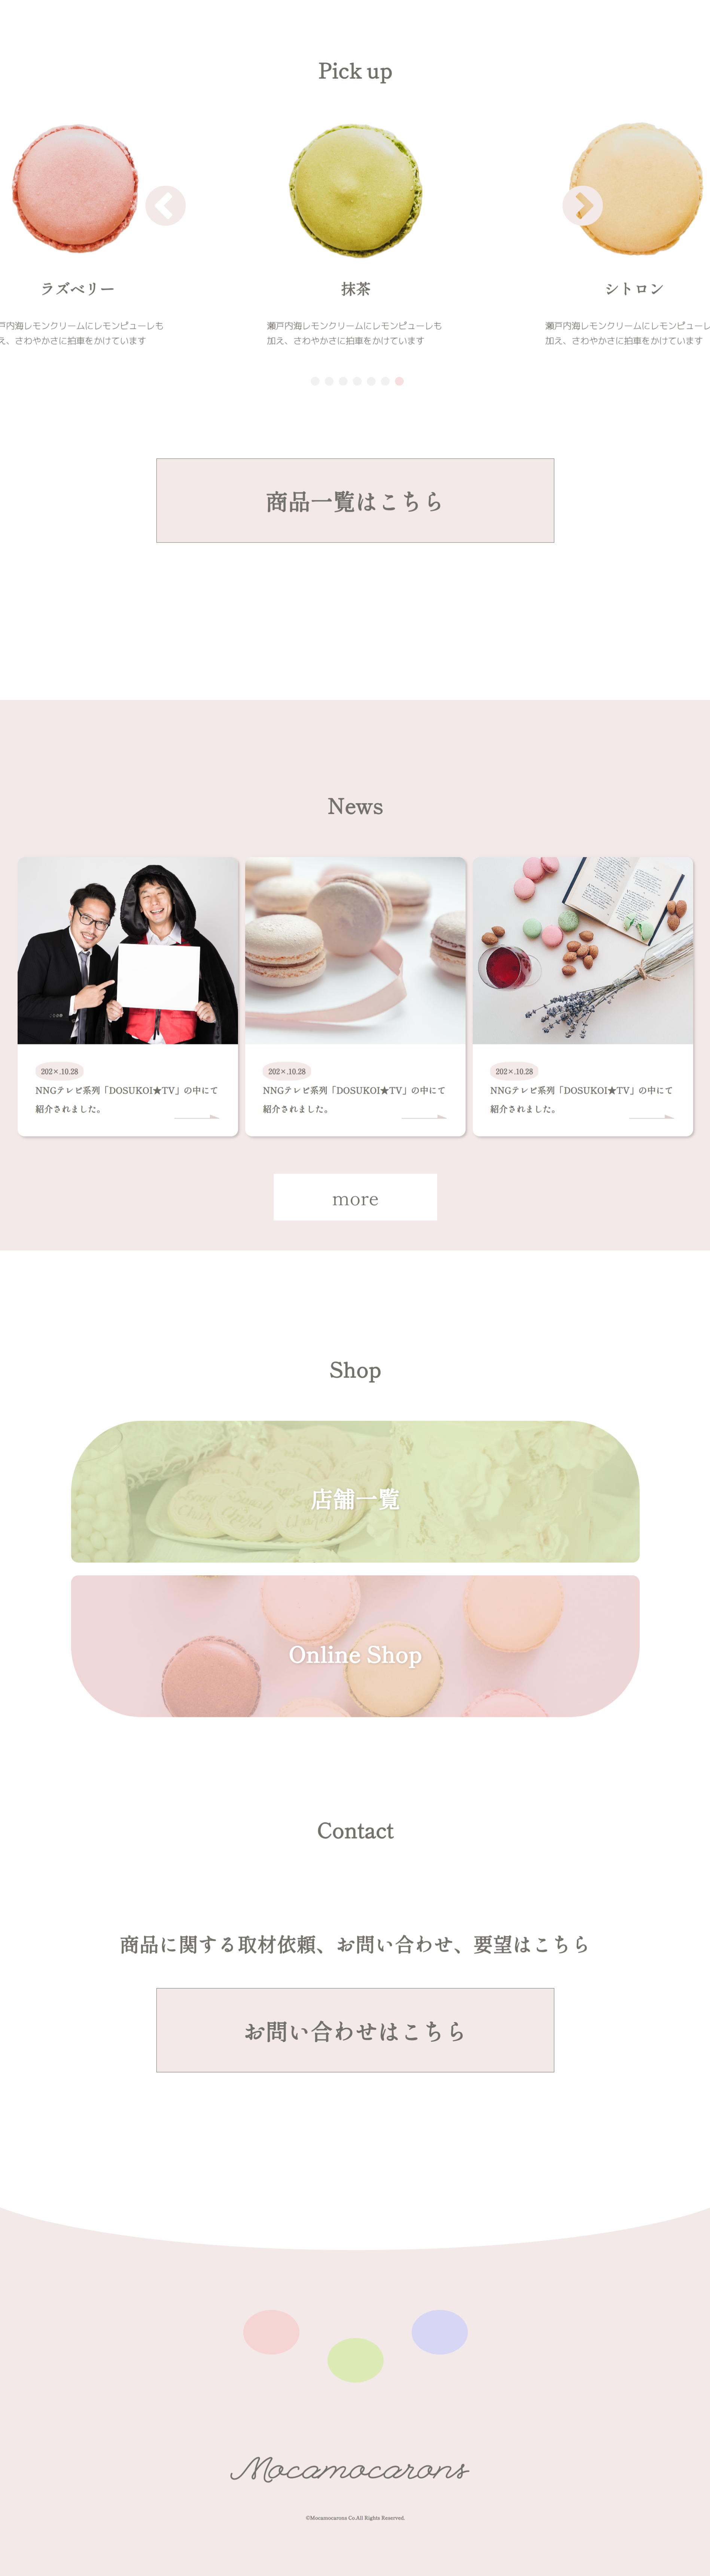 Pick up
ラズベリー
抹茶
シトロン
戸内海レモンクリームにレモンピューレも
え、さわやかさに拍車をかけています
瀬戸内海レモンクリームにレモンピューレも
加え、さわやかさに拍車をかけています
瀬戸内海レモンクリームにレモンピューレ
加え、さわやかさに拍車をかけています
商品一覧はこちら
News
202×.10.28
NNGテレビ系列「DOSUKOI★TV」の中にて
紹介されました。
202×.10.28
NNGテレビ系列「DOSUKOI★TV」の中にて
紹介されました。
202×.10.28
NNGテレビ系列「DOSUKOI★TV」の中にて
紹介されました。
more
Shop
店舗一覧
Online Shop
Contact
商品に関する取材依頼、お問い合わせ、要望はこちら
お問い合わせはこちら
Mocamocarons
©Mocamocarons Co.All Rights Reserved.